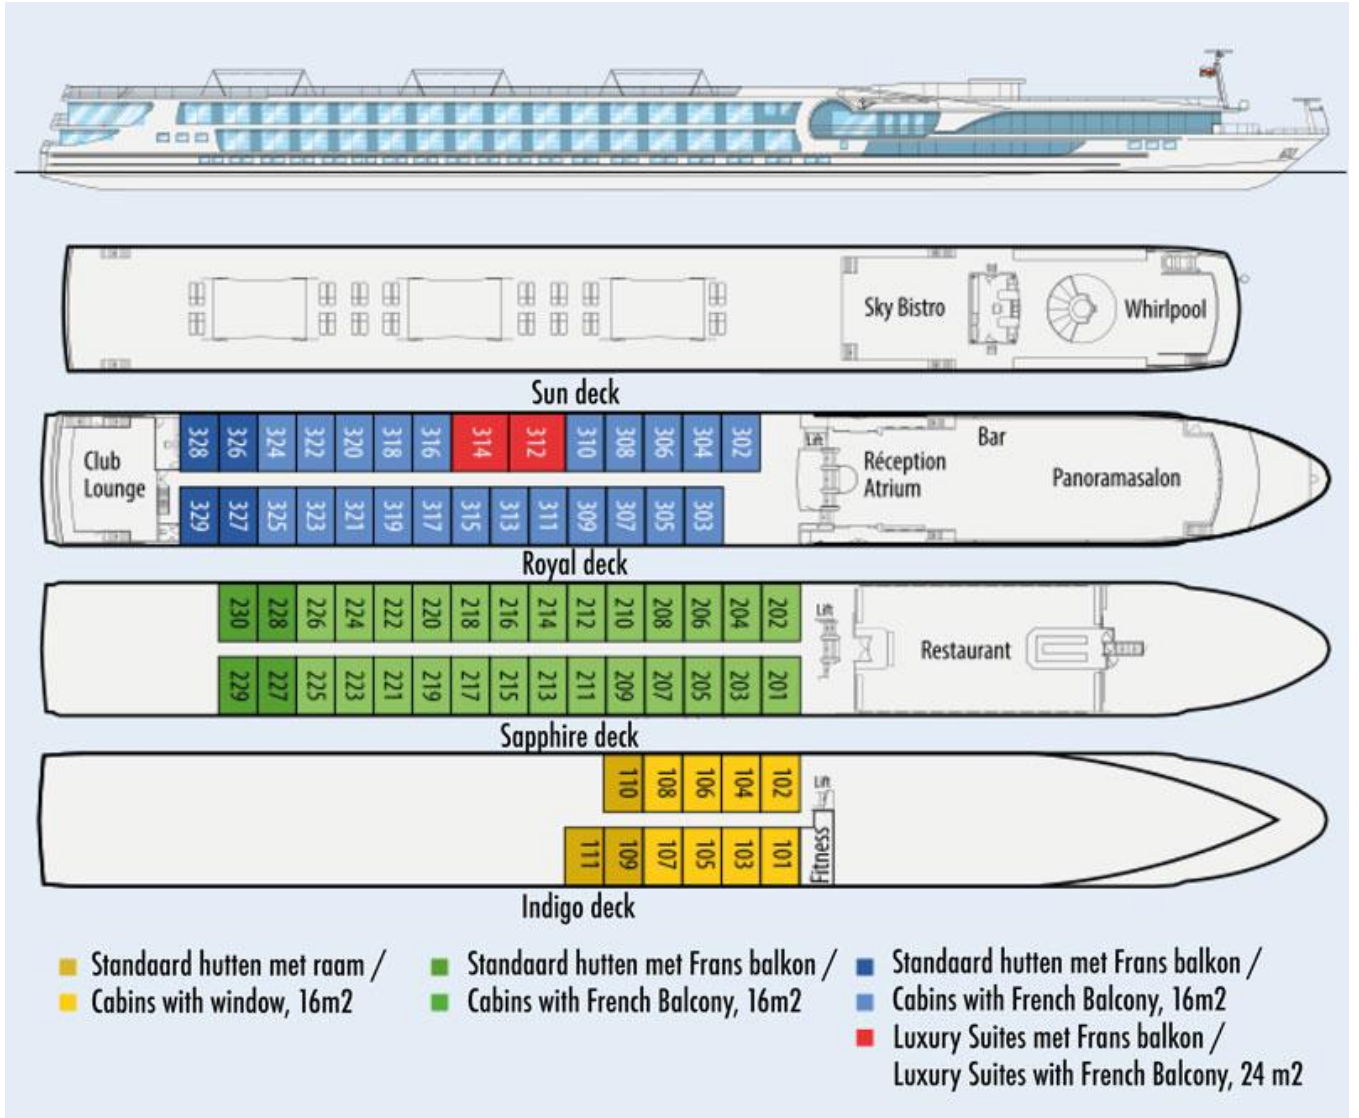 Sky Bistro
Whirlpool
Sun deck
Club
Lounge
328 326 324 322 320 318 316 314 312 310 308 306 304 302
329 327 325 323 321 319 317 315 313 311 309 307 305 303
Lift
Réception
Atrium
Bar
Panoramasalon
Royal deck
230 228 226 224 222 220 218 216 214 212 210 208 206 204 202
229 227 225 223 221 219 217 215 213 211 209 207 205 203 201
Lift
Restaurant
Sapphire deck
110 108 106 104 102
111 109 107 105 103 101
Lift
Fitness
Indigo deck
Standaard hutten met raam /
Cabins with window, 16m2
Standaard hutten met Frans balkon /
Cabins with French Balcony, 16m2
Standaard hutten met Frans balkon /
Cabins with French Balcony, 16m2
Luxury Suites met Frans balkon /
Luxury Suites with French Balcony, 24 m2